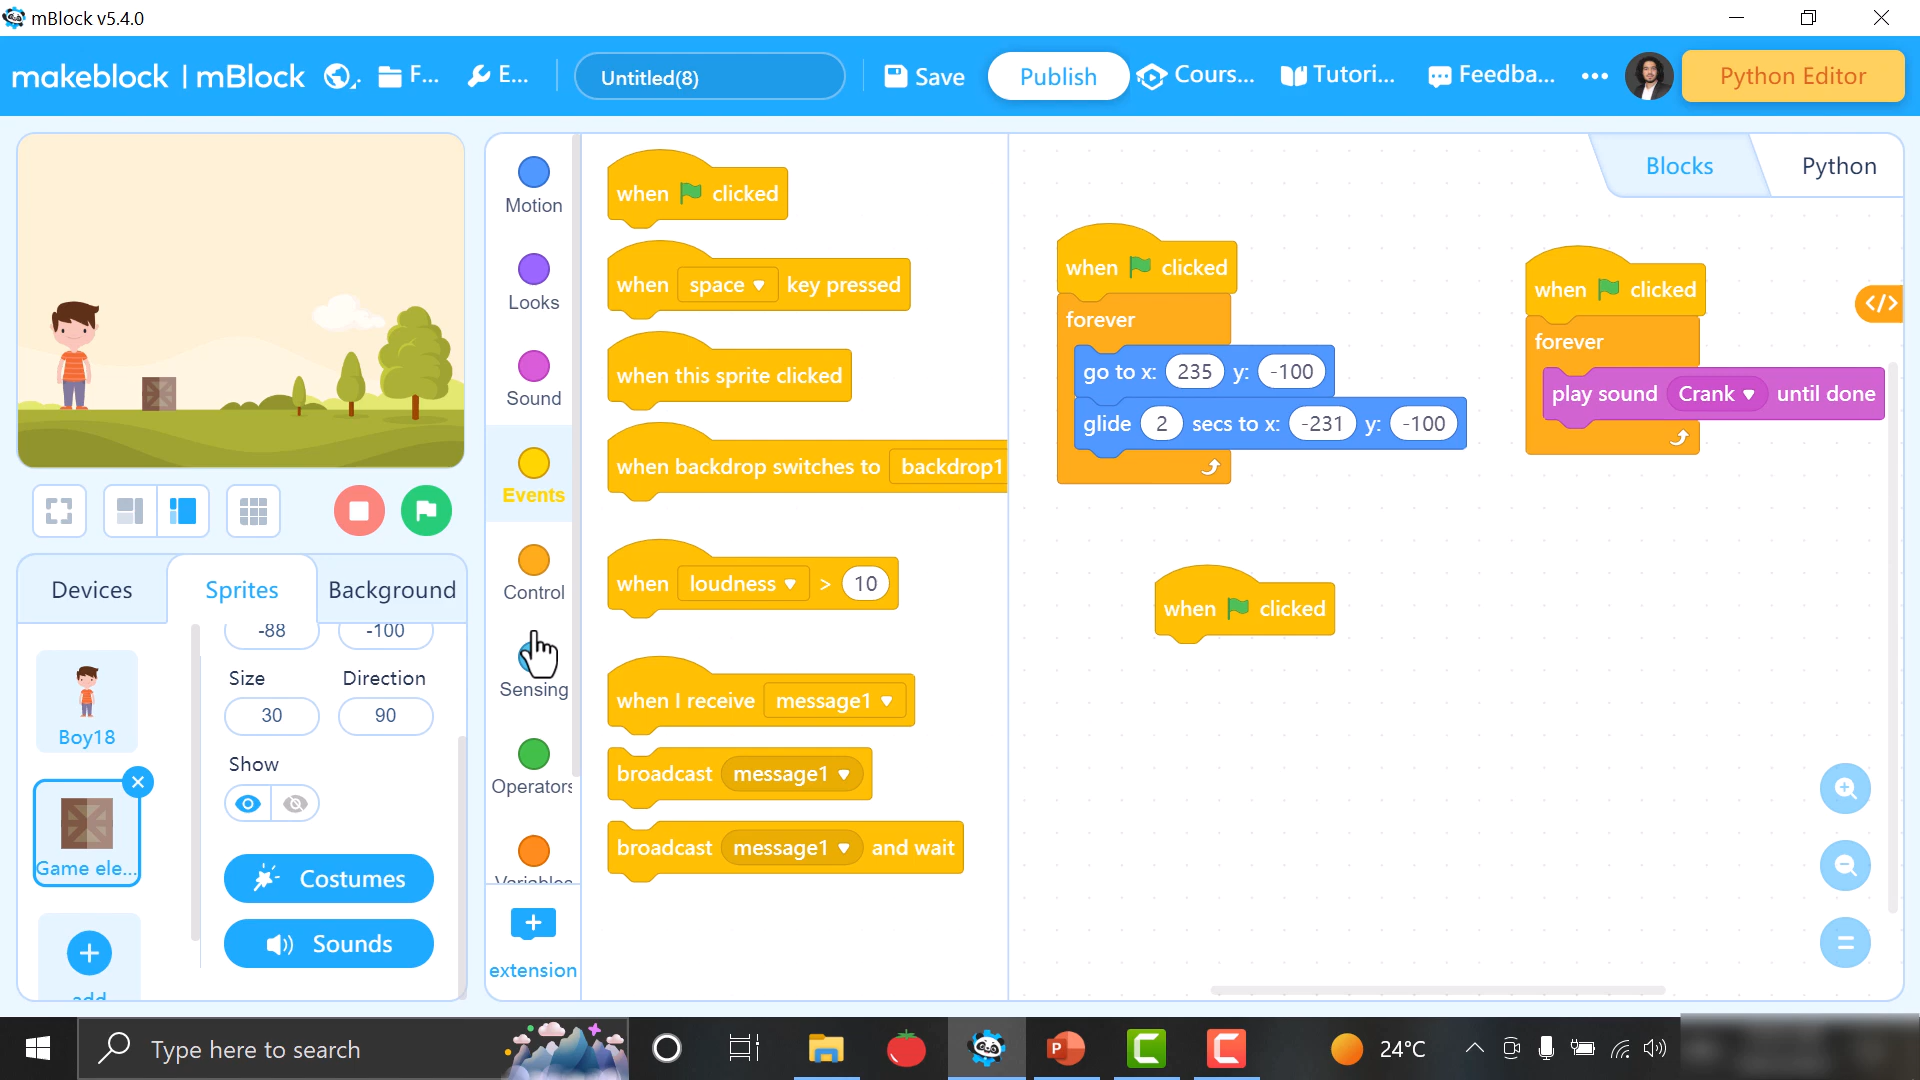 mBlock v5.4.0
makeblock | mBlock
F...
E...
Untitled(8)
Save
Publish
Cours...
Tutori...
Feedba...
Python Editor
Motion
Looks
Sound
Events
Control
Sensing
Operators
Variables
extension
when clicked
when space key pressed
when this sprite clicked
when backdrop switches to backdrop1
when loudness > 10
when I receive message1
broadcast message1
broadcast message1 and wait
Blocks
Python
when clicked
forever
go to x: 235 y: -100
glide 2 secs to x: -231 y: -100
when clicked
forever
play sound Crank until done
when clicked
</>
Devices
Sprites
Background
-88
-100
Size
Direction
30
90
Show
Costumes
Sounds
Boy18
Game ele...
add
Type here to search
24°C